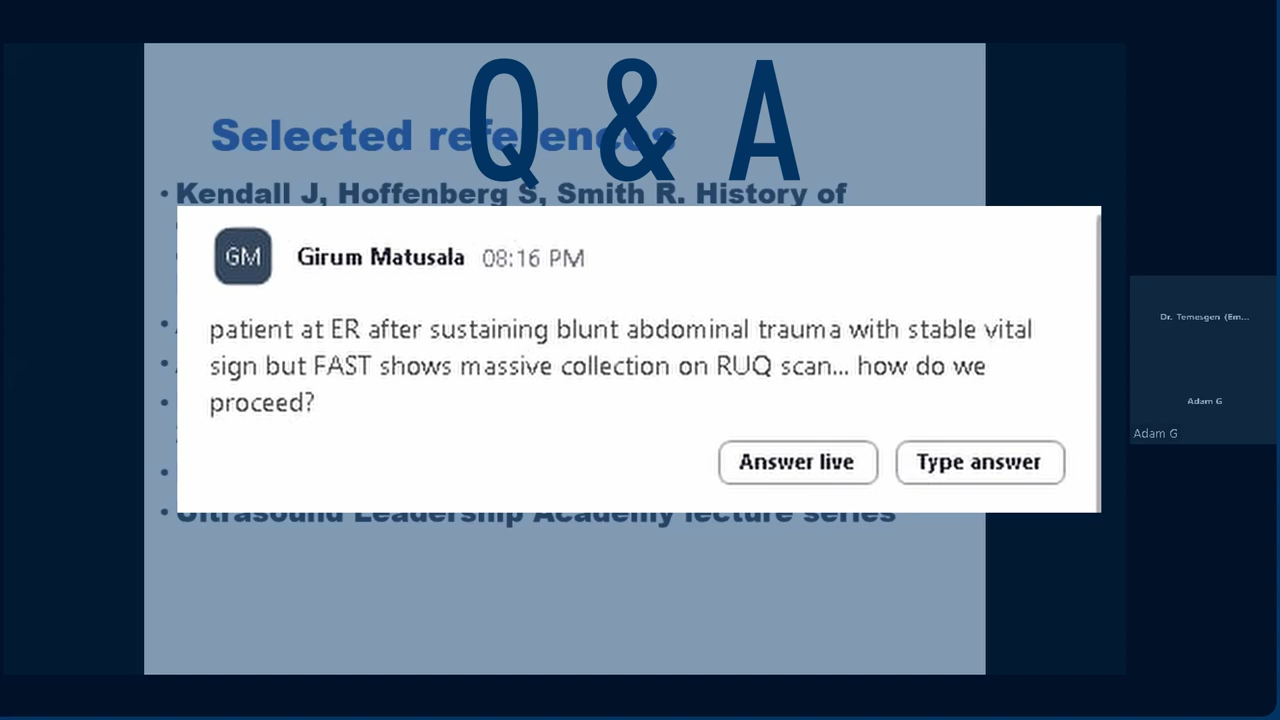 Q & A
Selected references
• Kendall J, Hoffenberg S, Smith R. History of
GM
Girum Matusala 08:16 PM
patient at ER after sustaining blunt abdominal trauma with stable vital
sign but FAST shows massive collection on RUQ scan... how do we
proceed?
Answer live
Type answer
Ultrasound Leadership Academy lecture series
Dr. Temesgen (Em...
Adam G
Adam G